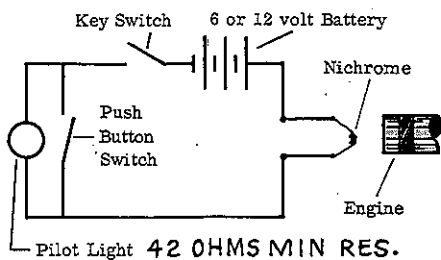 Key Switch
6 or 12 volt Battery
Nichrome
Push
Button
Switch
Engine
Pilot Light 42 OHMS MIN RES.